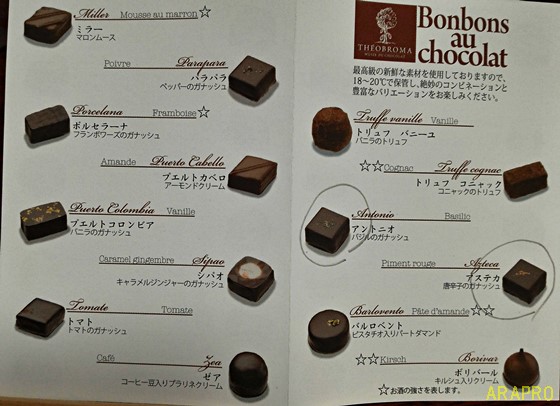 Miller Mousse au marron☆
ミラー
マロンムース
Poivre Parapara
パラパラ
ペッパーのガナッシュ
Porcelana Framboise☆
ポルセラーナ
フランボワーズのガナッシュ
Amande Puerto Cabello
プエルトカベロ
アーモンドクリーム
Puerto Colombia Vanille
プエルトコロンビア
バニラのガナッシュ
Caramel gingembre Sipao
シパオ
キャラメルジンジャーのガナッシュ
Tomate Tomate
トマト
トマトのガナッシュ
Café Zea
ゼア
コーヒー豆入りプラリネクリーム
THEOBROMA
Bonbons
au
chocolat
最高級の新鮮な素材を使用しておりますので、
18〜20℃で保管し、絶妙のコンビネーションと
豊富なバリエーションをお楽しみください。
Truffe vanille Vanille
トリュフ バニーユ
バニラのトリュフ
☆☆Cognac Truffe cognac
トリュフ コニャック
コニャックのトリュフ
Antonio Basilic
アントニオ
バジルのガナッシュ
Piment rouge Azteca
アステカ
唐辛子のガナッシュ
Barlovento Pâte d'amande☆☆
バルロベント
ピスタチオ入りパートダマンド
☆☆Kirsch Borivar
ボリバール
キルシュ入りクリーム
☆お酒の強さを表します。
ARAPRO